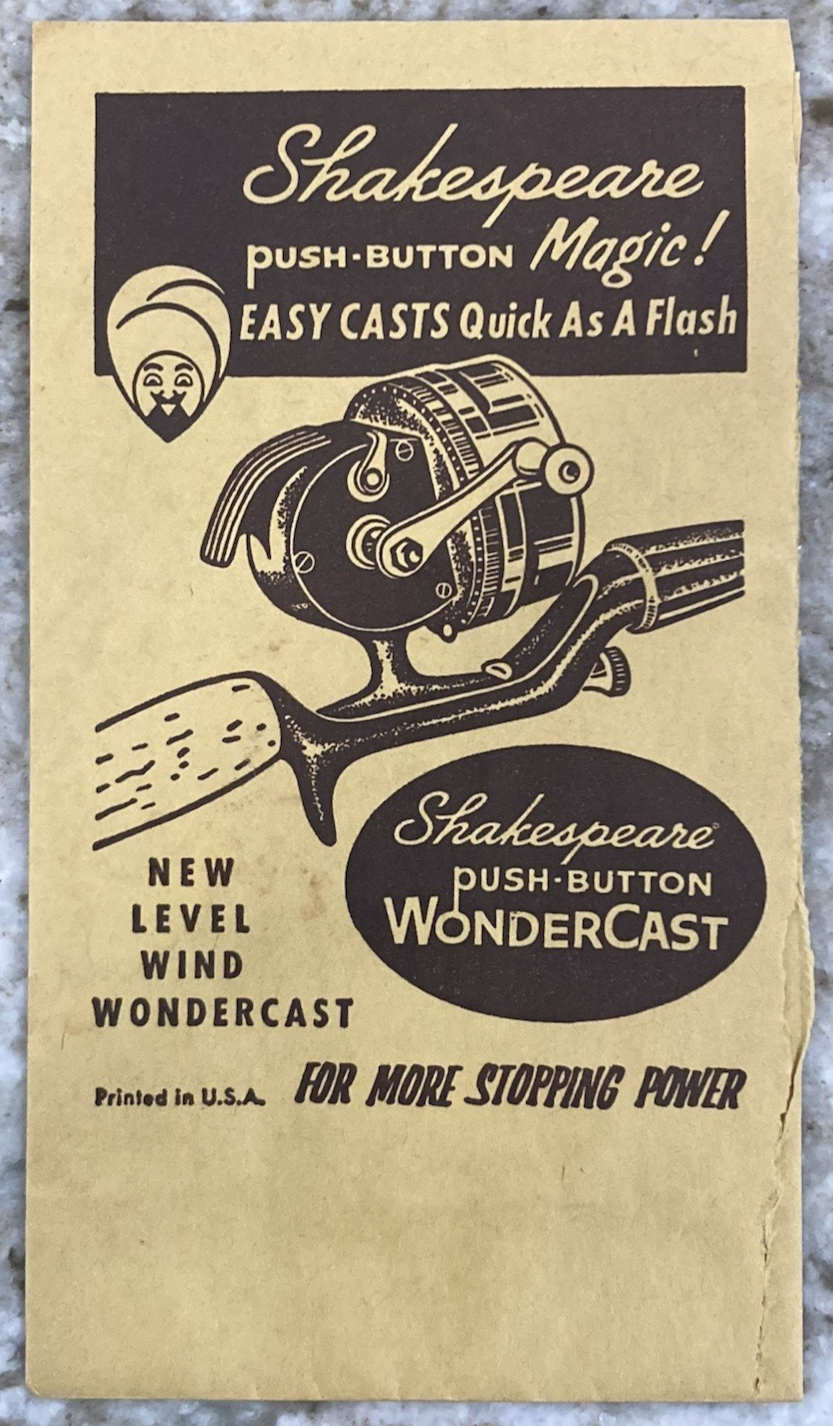 Shakespeare
PUSH-BUTTON Magic!
EASY CASTS Quick As A Flash
Shakespeare
PUSH-BUTTON
WONDERCAST
NEW
LEVEL
WIND
WONDERCAST
Printed in U.S.A. FOR MORE STOPPING POWER